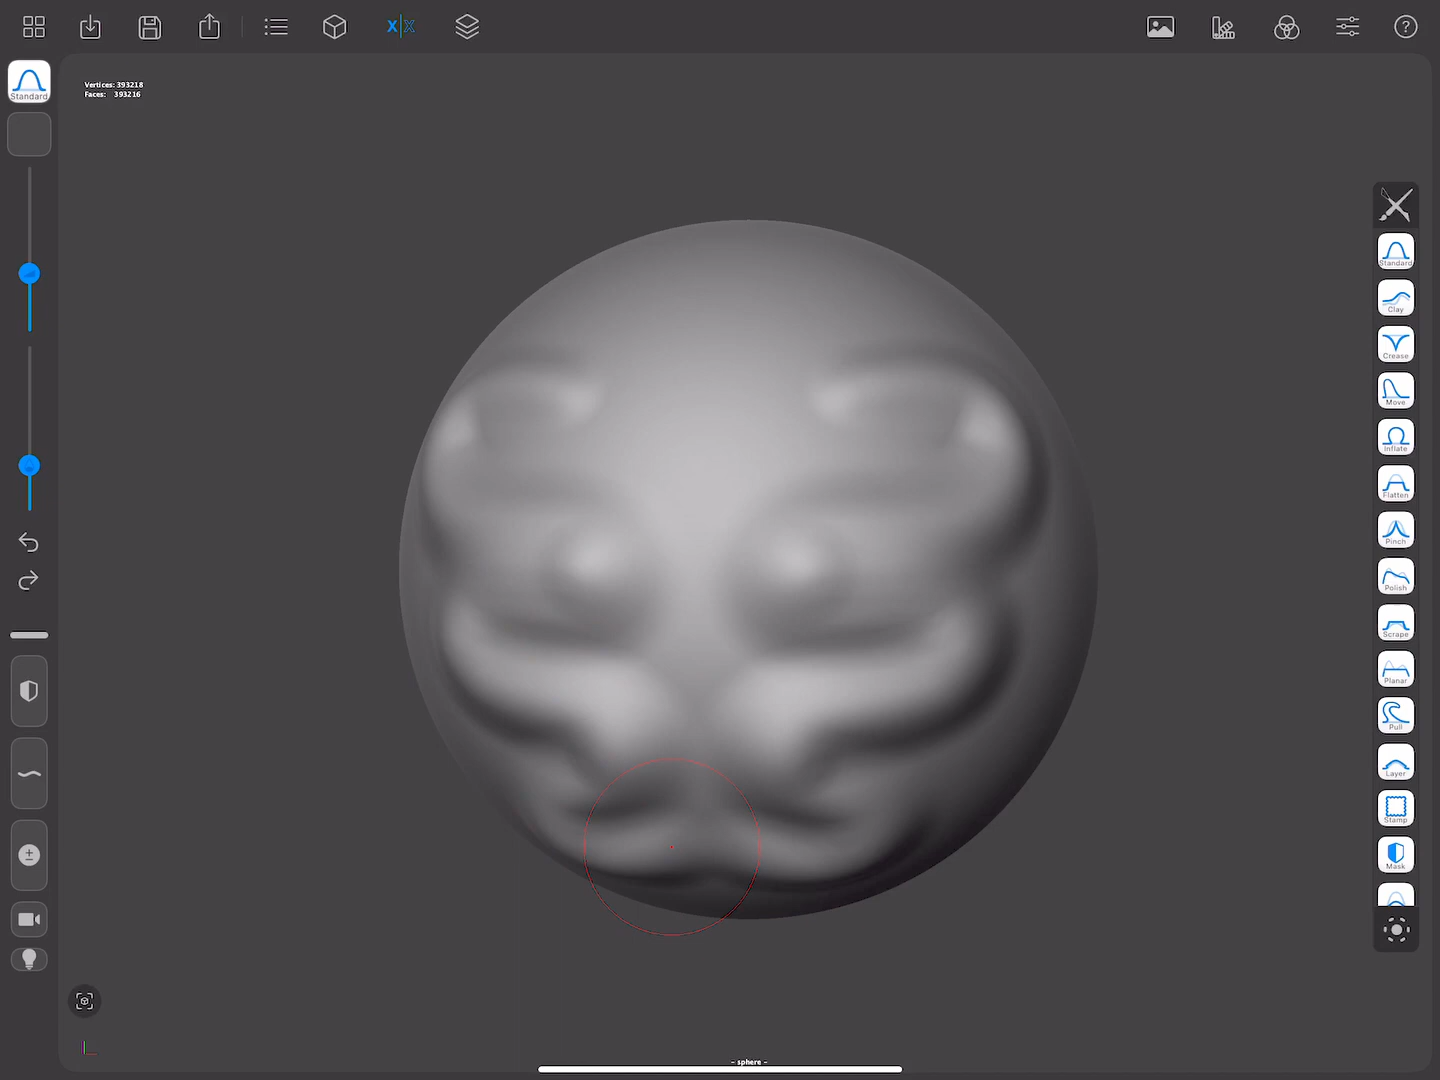 X|X
Standard
Vertices: 393218
Faces: 393216
Standard
Clay
Crease
Move
Inflate
Flatten
Pinch
Polish
Scrape
Planar
Pull
Layer
Stamp
Mask
– sphere –